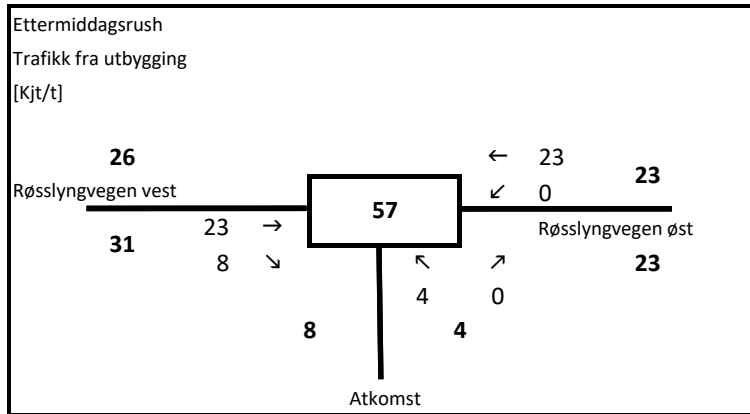 Ettermiddagsrush
Trafikk fra utbygging
[Kjt/t]
26 ← 23 23
Røsslyngvegen vest ↙ 0
57
31 23 → Røsslyngvegen øst
8 ↘ ↖ ↗ 23
4 0
8 4
Atkomst